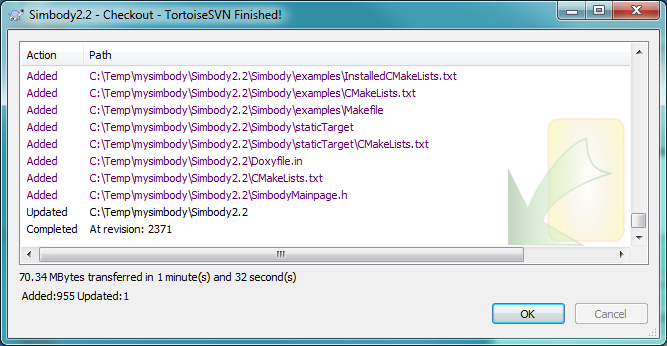 Simbody2.2 - Checkout - TortoiseSVN Finished!
Action Path
Added C:\Temp\mysimbody\Simbody2.2\Simbody\examples\InstalledCMakeLists.txt
Added C:\Temp\mysimbody\Simbody2.2\Simbody\examples\CMakeLists.txt
Added C:\Temp\mysimbody\Simbody2.2\Simbody\examples\Makefile
Added C:\Temp\mysimbody\Simbody2.2\Simbody\staticTarget
Added C:\Temp\mysimbody\Simbody2.2\Simbody\staticTarget\CMakeLists.txt
Added C:\Temp\mysimbody\Simbody2.2\Doxyfile.in
Added C:\Temp\mysimbody\Simbody2.2\CMakeLists.txt
Added C:\Temp\mysimbody\Simbody2.2\SimbodyMainpage.h
Updated C:\Temp\mysimbody\Simbody2.2
Completed At revision: 2371
70.34 MBytes transferred in 1 minute(s) and 32 second(s)
Added:955 Updated:1
OK Cancel